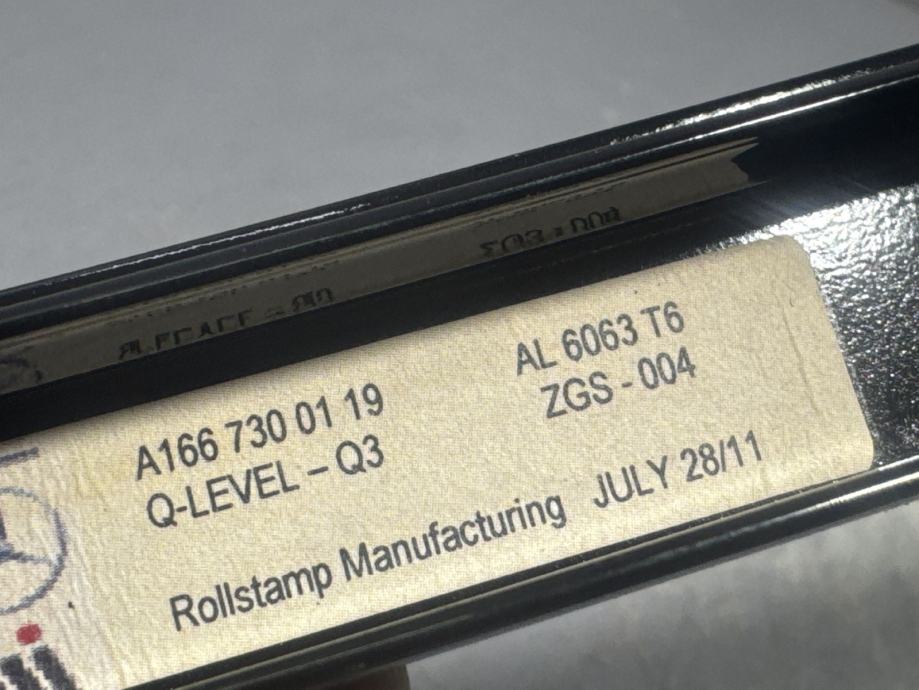 A166 730 01 19
AL 6063 T6
Q-LEVEL – Q3
ZGS - 004
Rollstamp Manufacturing JULY 28/11